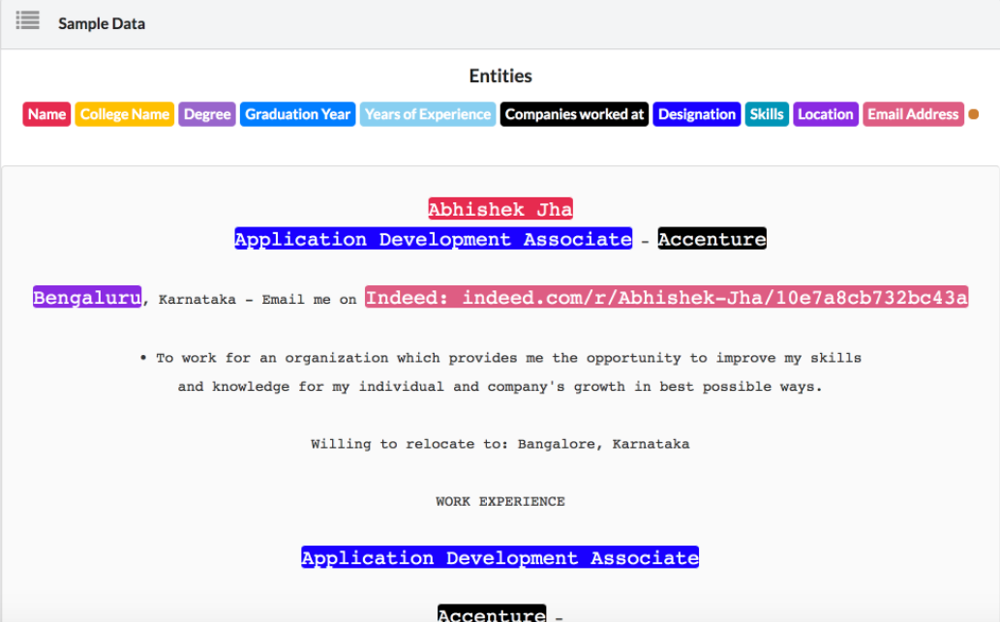 Sample Data
Entities
Name College Name Degree Graduation Year Years of Experience Companies worked at Designation Skills Location Email Address
Abhishek Jha
Application Development Associate - Accenture
Bengaluru, Karnataka - Email me on Indeed: indeed.com/r/Abhishek-Jha/10e7a8cb732bc43a
• To work for an organization which provides me the opportunity to improve my skills
and knowledge for my individual and company's growth in best possible ways.
Willing to relocate to: Bangalore, Karnataka
WORK EXPERIENCE
Application Development Associate
Accenture -